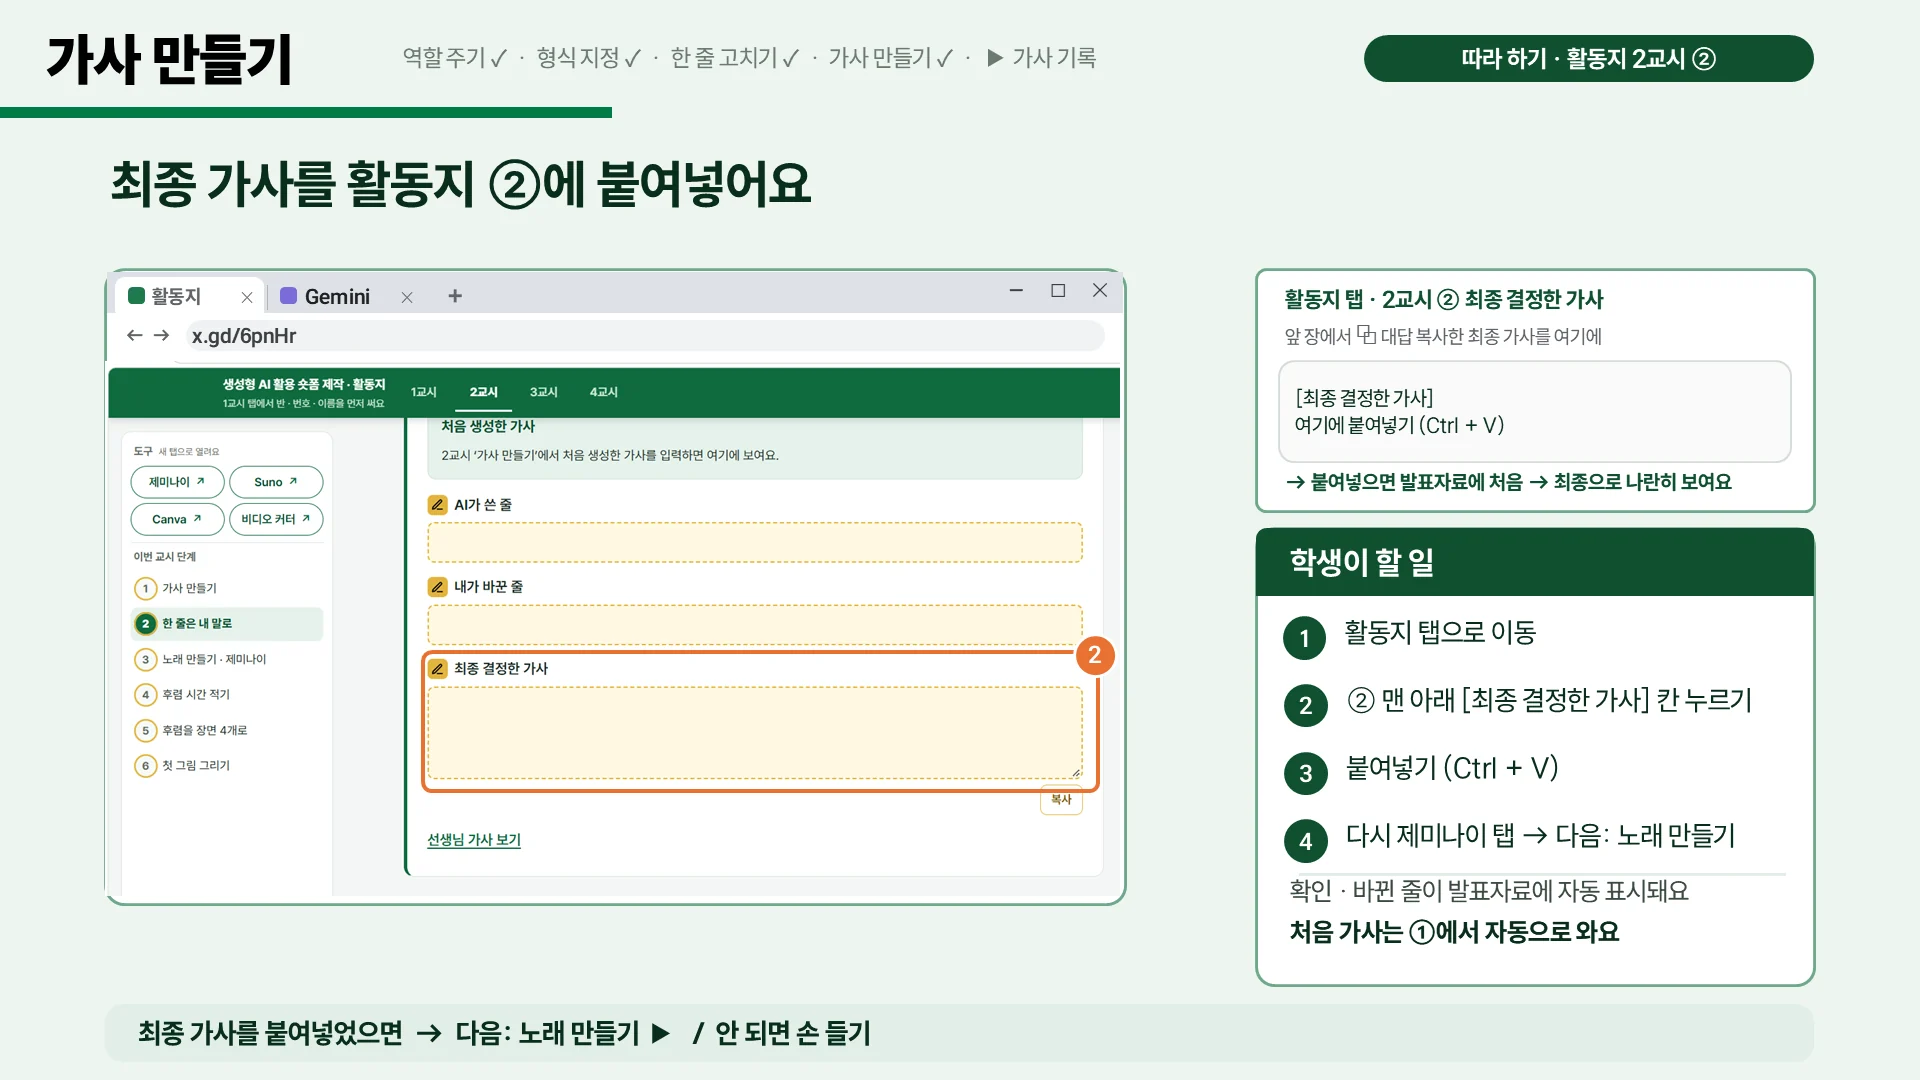 가사 만들기
역할 주기 ✓ · 형식 지정 ✓ · 한 줄 고치기 ✓ · 가사 만들기 ✓ · ▶ 가사 기록
따라 하기 · 활동지 2교시 ②
최종 가사를 활동지 ②에 붙여넣어요
활동지 × Gemini × +
← → x.gd/6pnHr
생성형 AI 활용 숏폼 제작 · 활동지
1교시 탭에서 반 · 번호 · 이름을 먼저 써요
1교시 2교시 3교시 4교시
도구 새 탭으로 열려요
제미나이 ↗ Suno ↗
Canva ↗ 비디오 커터 ↗
이번 교시 단계
1 가사 만들기
2 한 줄은 내 말로
3 노래 만들기 · 제미나이
4 후렴 시간 적기
5 후렴을 장면 4개로
6 첫 그림 그리기
처음 생성한 가사
2교시 '가사 만들기'에서 처음 생성한 가사를 입력하면 여기에 보여요.
AI가 쓴 줄
내가 바꾼 줄
2
최종 결정한 가사
복사
선생님 가사 보기
활동지 탭 · 2교시 ② 최종 결정한 가사
앞 장에서 대답 복사한 최종 가사를 여기에
[최종 결정한 가사]
여기에 붙여넣기 (Ctrl + V)
→ 붙여넣으면 발표자료에 처음 → 최종으로 나란히 보여요
학생이 할 일
1 활동지 탭으로 이동
2 ② 맨 아래 [최종 결정한 가사] 칸 누르기
3 붙여넣기 (Ctrl + V)
4 다시 제미나이 탭 → 다음: 노래 만들기
확인 · 바뀐 줄이 발표자료에 자동 표시돼요
처음 가사는 ①에서 자동으로 와요
최종 가사를 붙여넣었으면 → 다음: 노래 만들기 ▶ / 안 되면 손 들기